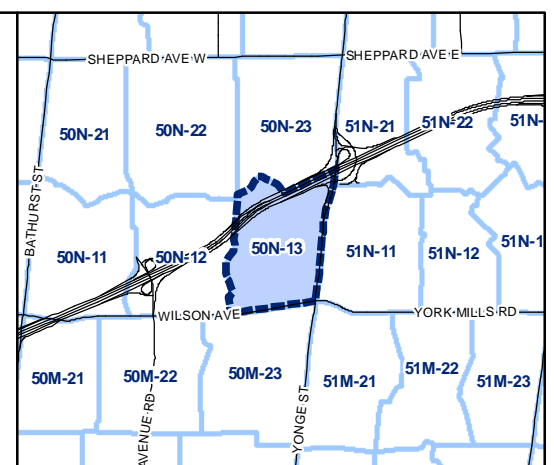 SHEPPARD AVE W
SHEPPARD AVE E
50N-21
50N-22
50N-23
51N-21
51N-22
51N-
BATHURST ST
50N-11
50N-12
50N-13
51N-11
51N-12
51N-1
WILSON AVE
YORK MILLS RD
50M-21
50M-22
50M-23
51M-21
51M-22
51M-23
AVENUE RD
YONGE ST